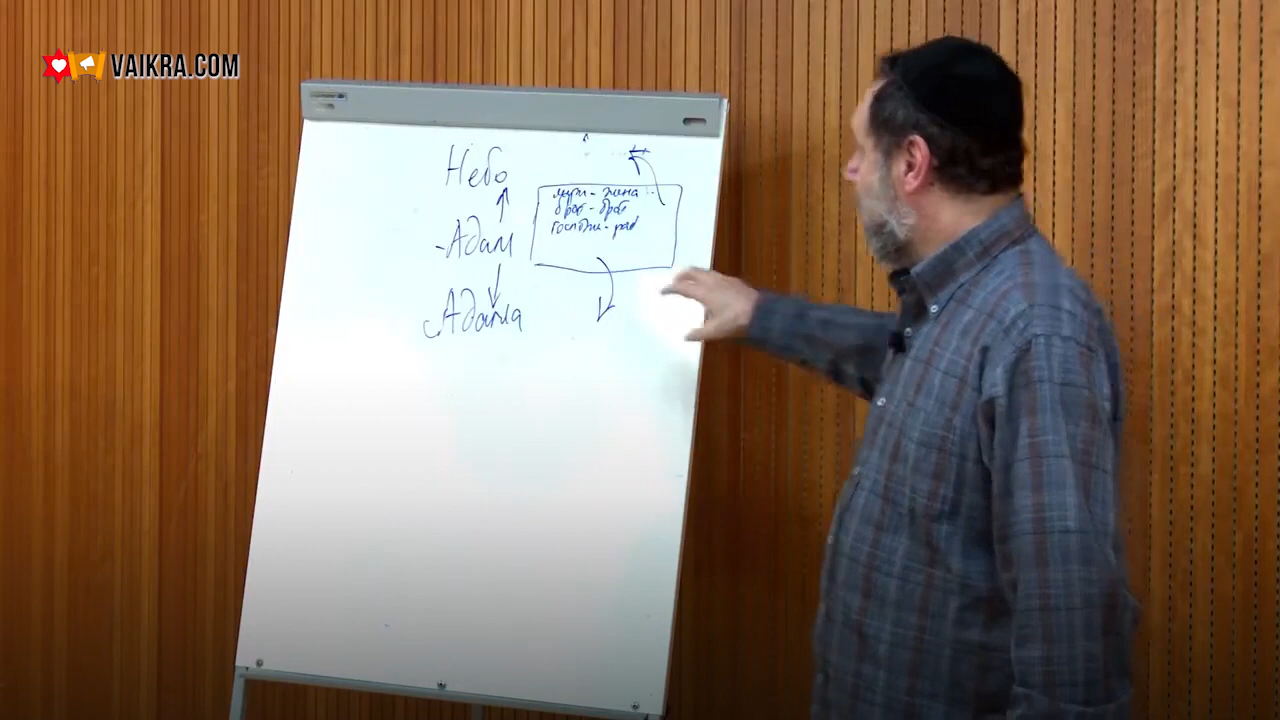 VAIKRA.COM
Небо
Адам
Адама
муж - жена
брат - брат
господин - раб